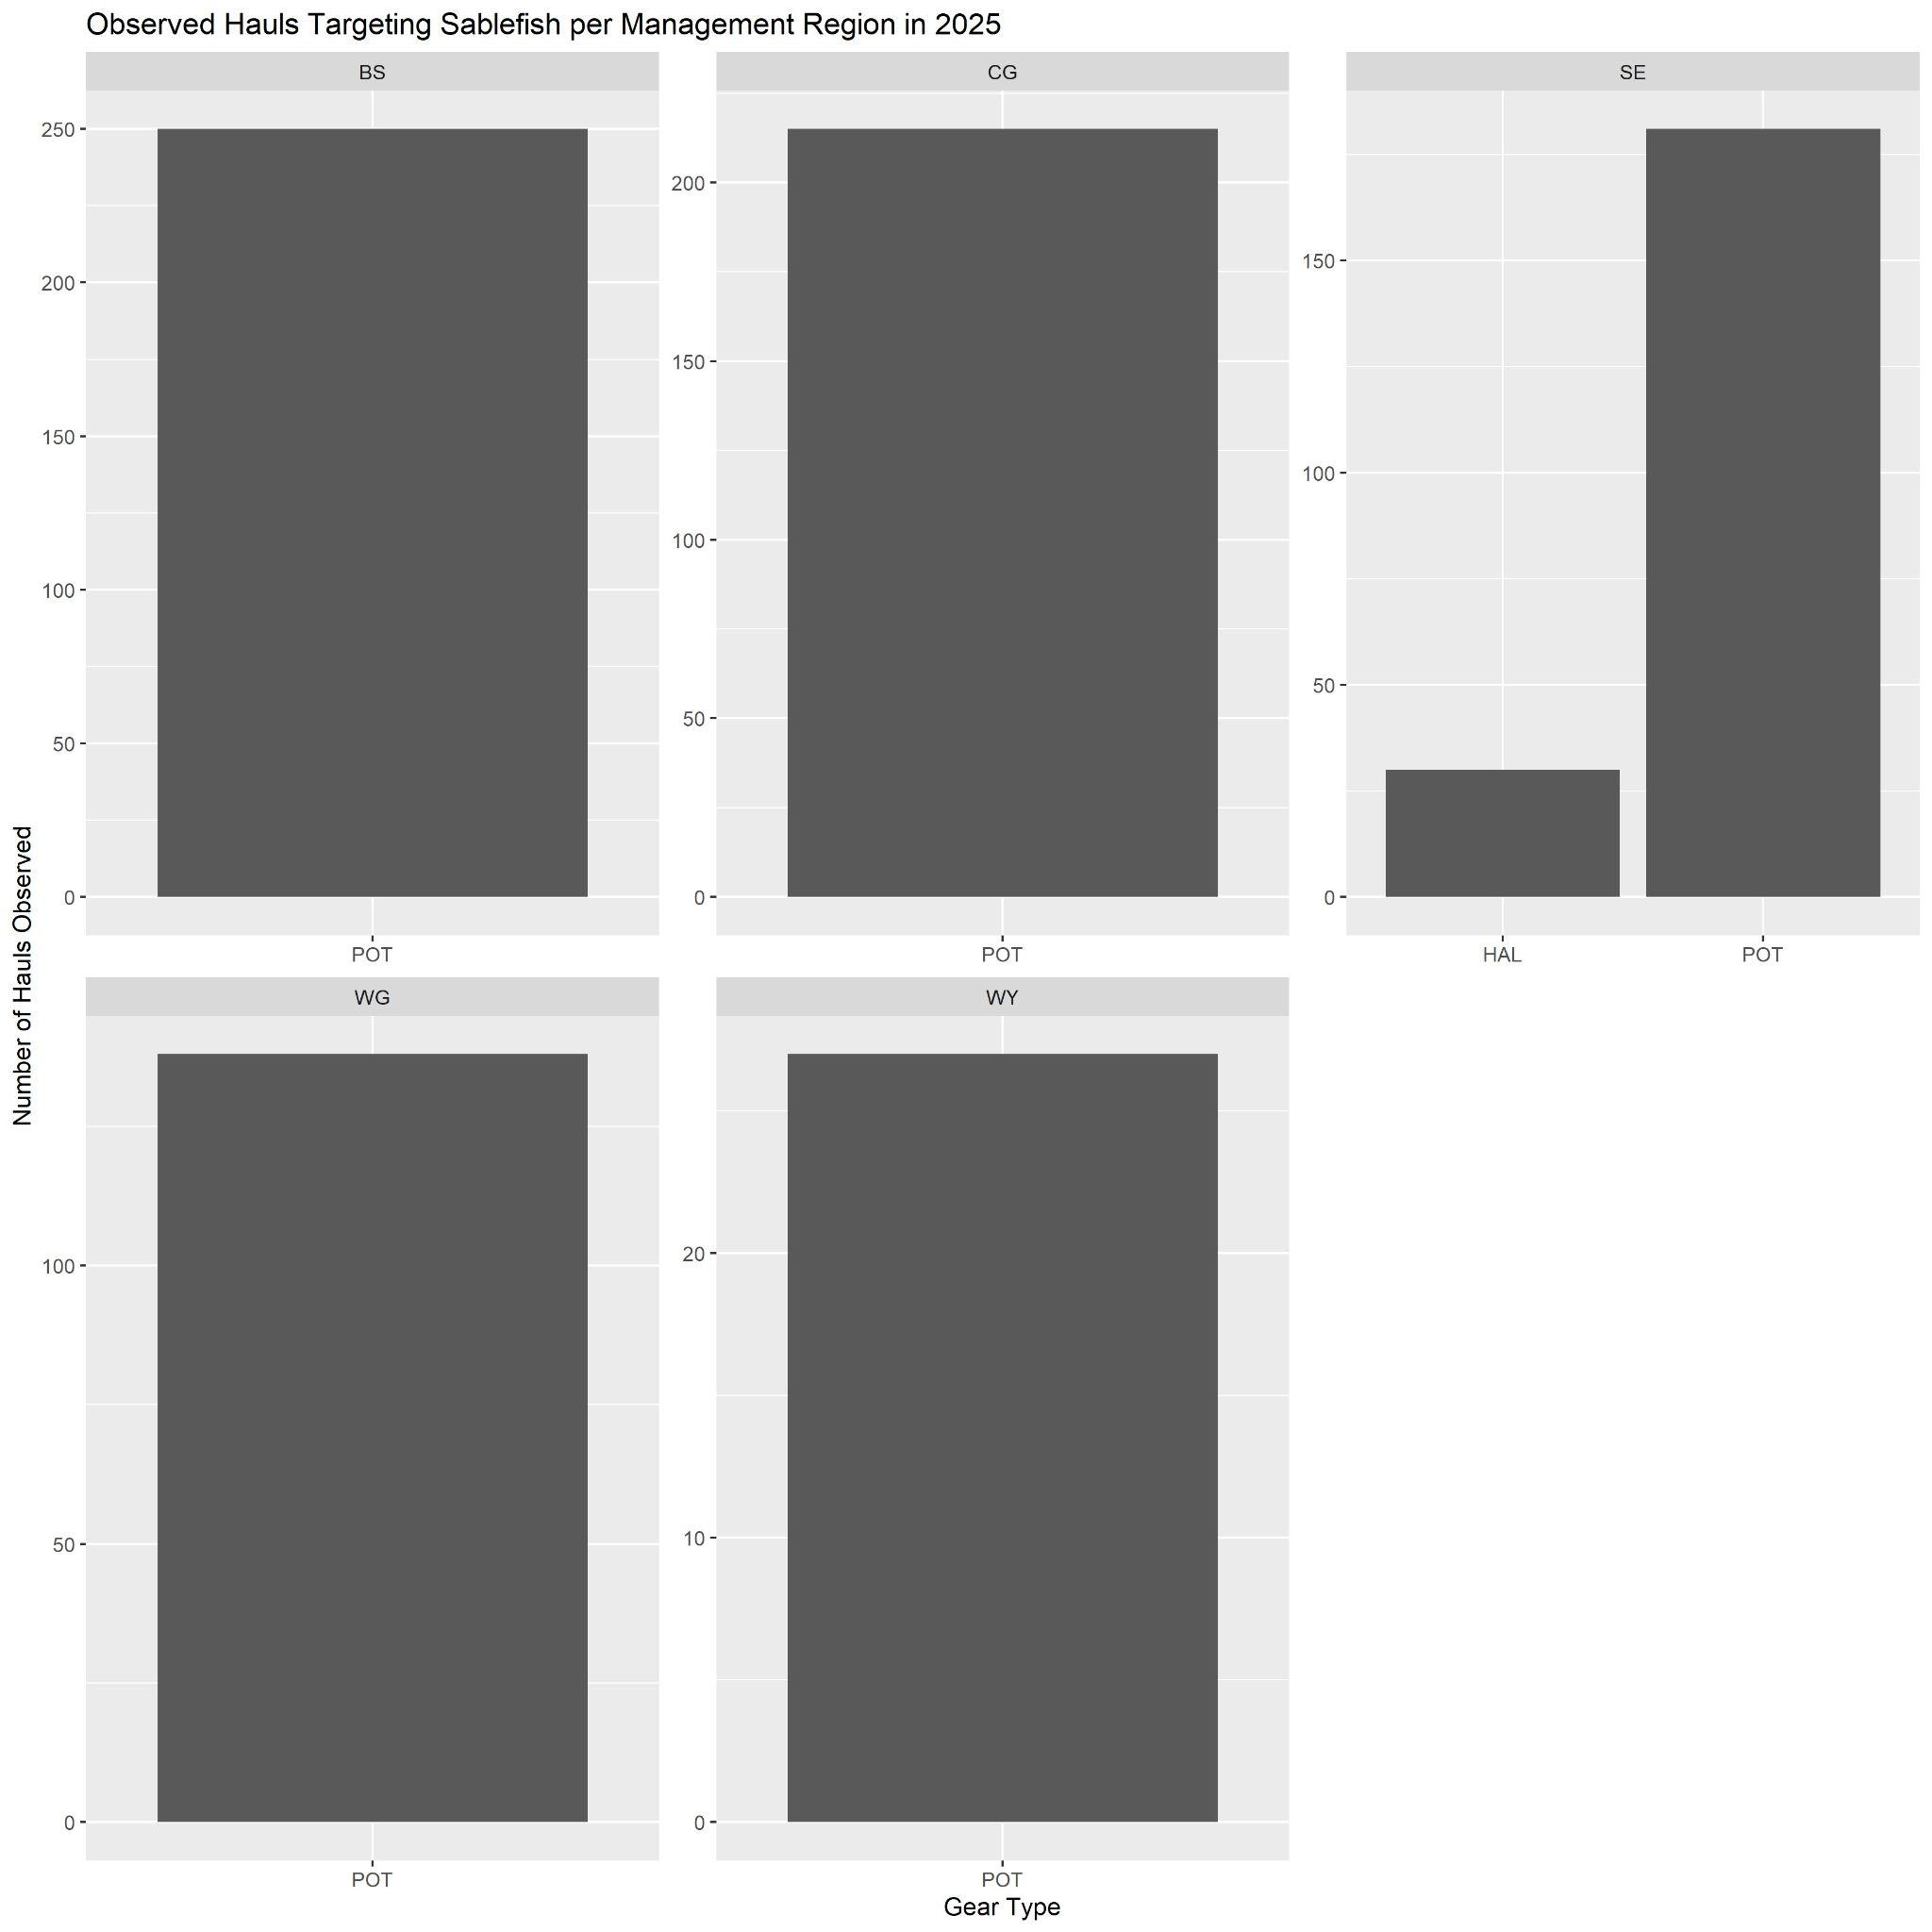 Observed Hauls Targeting Sablefish per Management Region in 2025
BS
CG
SE
250
200
150
100
50
0
200
150
100
50
0
150
100
50
0
POT
POT
HAL
POT
Number of Hauls Observed
WG
WY
100
50
0
20
10
0
POT
POT
Gear Type